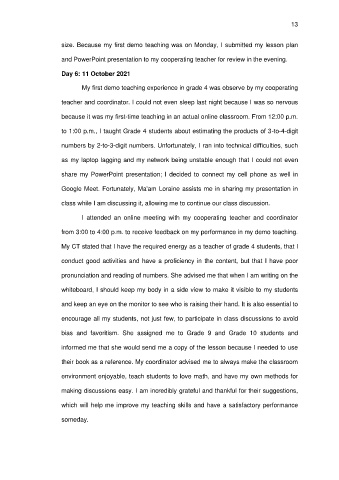 13
size. Because my first demo teaching was on Monday, I submitted my lesson plan
and PowerPoint presentation to my cooperating teacher for review in the evening.
Day 6: 11 October 2021
My first demo teaching experience in grade 4 was observe by my cooperating
teacher and coordinator. I could not even sleep last night because I was so nervous
because it was my first-time teaching in an actual online classroom. From 12:00 p.m.
to 1:00 p.m., I taught Grade 4 students about estimating the products of 3-to-4-digit
numbers by 2-to-3-digit numbers. Unfortunately, I ran into technical difficulties, such
as my laptop lagging and my network being unstable enough that I could not even
share my PowerPoint presentation; I decided to connect my cell phone as well in
Google Meet. Fortunately, Ma'am Loraine assists me in sharing my presentation in
class while I am discussing it, allowing me to continue our class discussion.
I attended an online meeting with my cooperating teacher and coordinator
from 3:00 to 4:00 p.m. to receive feedback on my performance in my demo teaching.
My CT stated that I have the required energy as a teacher of grade 4 students, that I
conduct good activities and have a proficiency in the content, but that I have poor
pronunciation and reading of numbers. She advised me that when I am writing on the
whiteboard, I should keep my body in a side view to make it visible to my students
and keep an eye on the monitor to see who is raising their hand. It is also essential to
encourage all my students, not just few, to participate in class discussions to avoid
bias and favoritism. She assigned me to Grade 9 and Grade 10 students and
informed me that she would send me a copy of the lesson because I needed to use
their book as a reference. My coordinator advised me to always make the classroom
environment enjoyable, teach students to love math, and have my own methods for
making discussions easy. I am incredibly grateful and thankful for their suggestions,
which will help me improve my teaching skills and have a satisfactory performance
someday.